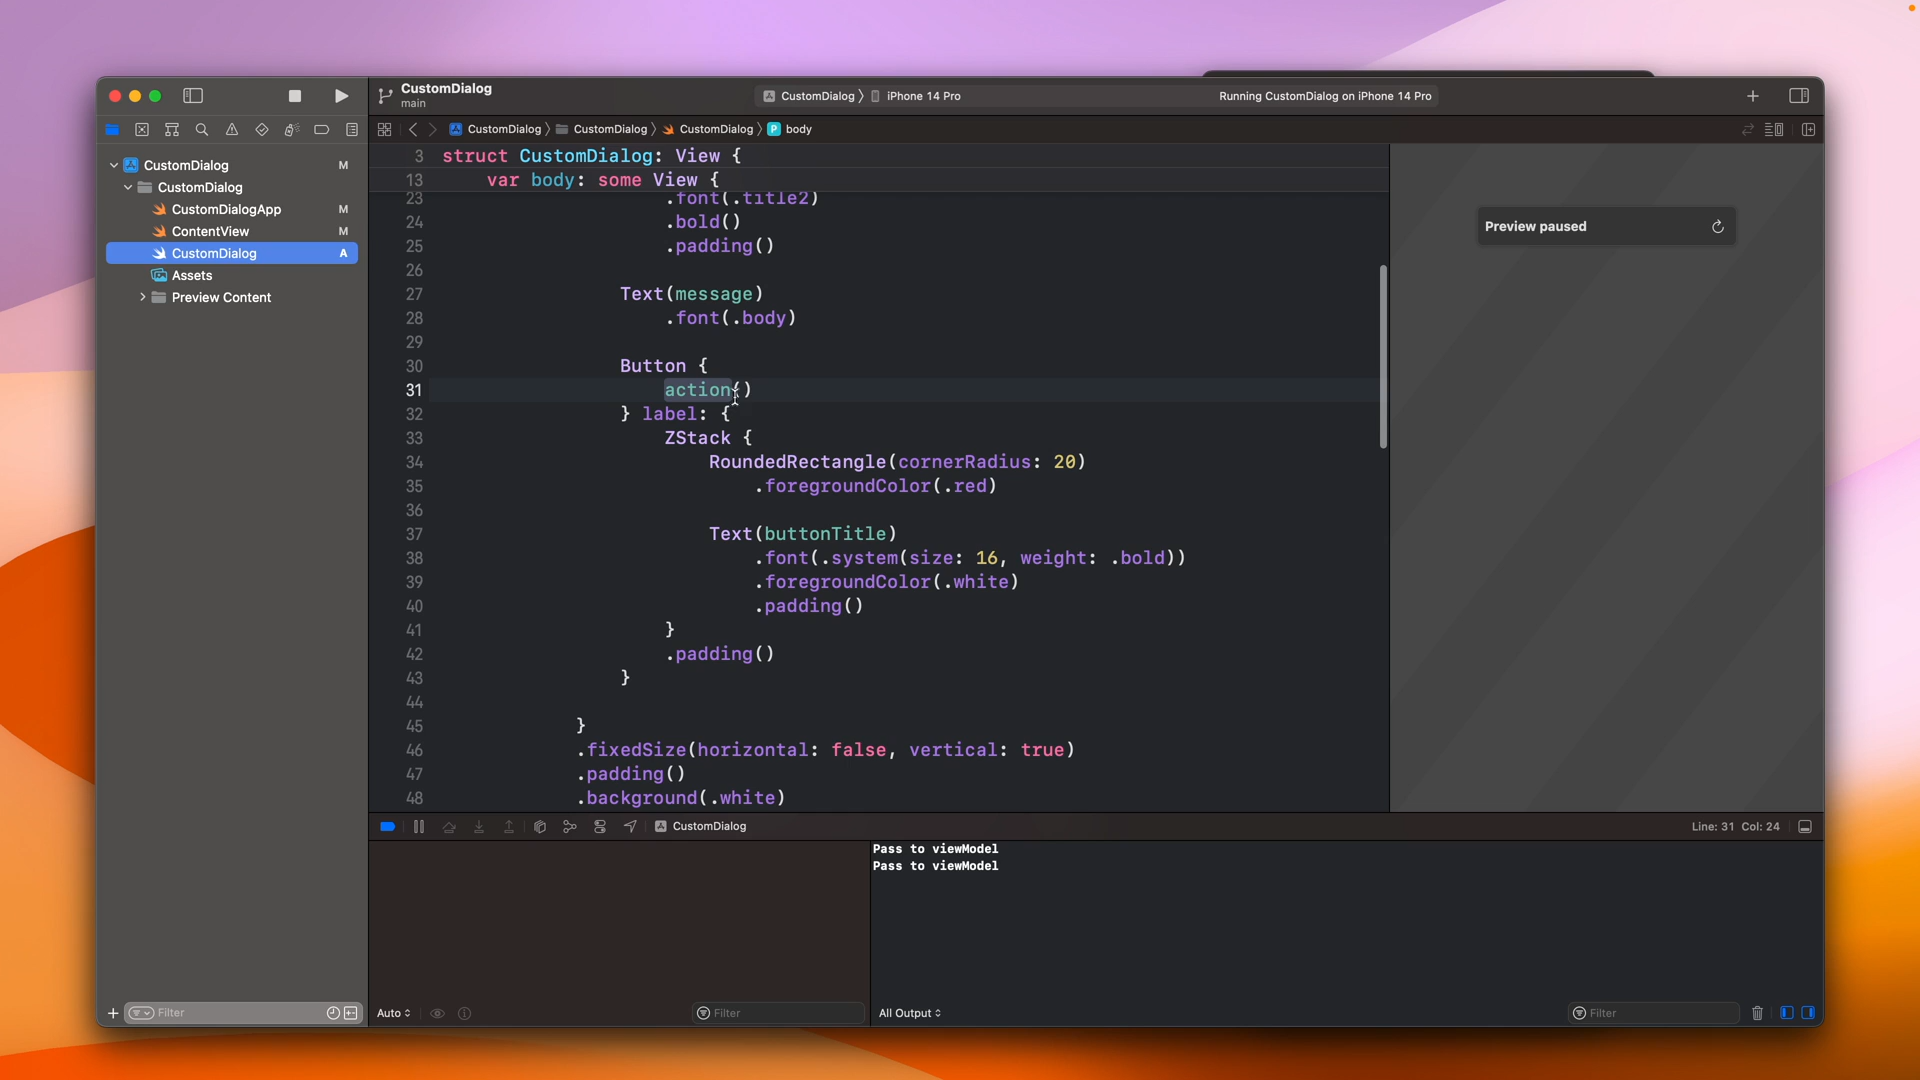 CustomDialog
main
CustomDialog 〉 iPhone 14 Pro
Running CustomDialog on iPhone 14 Pro
CustomDialog 〉 CustomDialog 〉 CustomDialog 〉 P body
CustomDialog M
CustomDialog
CustomDialogApp M
ContentView M
CustomDialog A
Assets
Preview Content
3 struct CustomDialog: View {
13 var body: some View {
23 .font(.title2)
24 .bold()
25 .padding()
26
27 Text(message)
28 .font(.body)
29
30 Button {
31 action()
32 } label: {
33 ZStack {
34 RoundedRectangle(cornerRadius: 20)
35 .foregroundColor(.red)
36
37 Text(buttonTitle)
38 .font(.system(size: 16, weight: .bold))
39 .foregroundColor(.white)
40 .padding()
41 }
42 .padding()
43 }
44
45 }
46 .fixedSize(horizontal: false, vertical: true)
47 .padding()
48 .background(.white)
Preview paused
CustomDialog
Line: 31 Col: 24
Pass to viewModel
Pass to viewModel
Filter
Auto
Filter
All Output
Filter